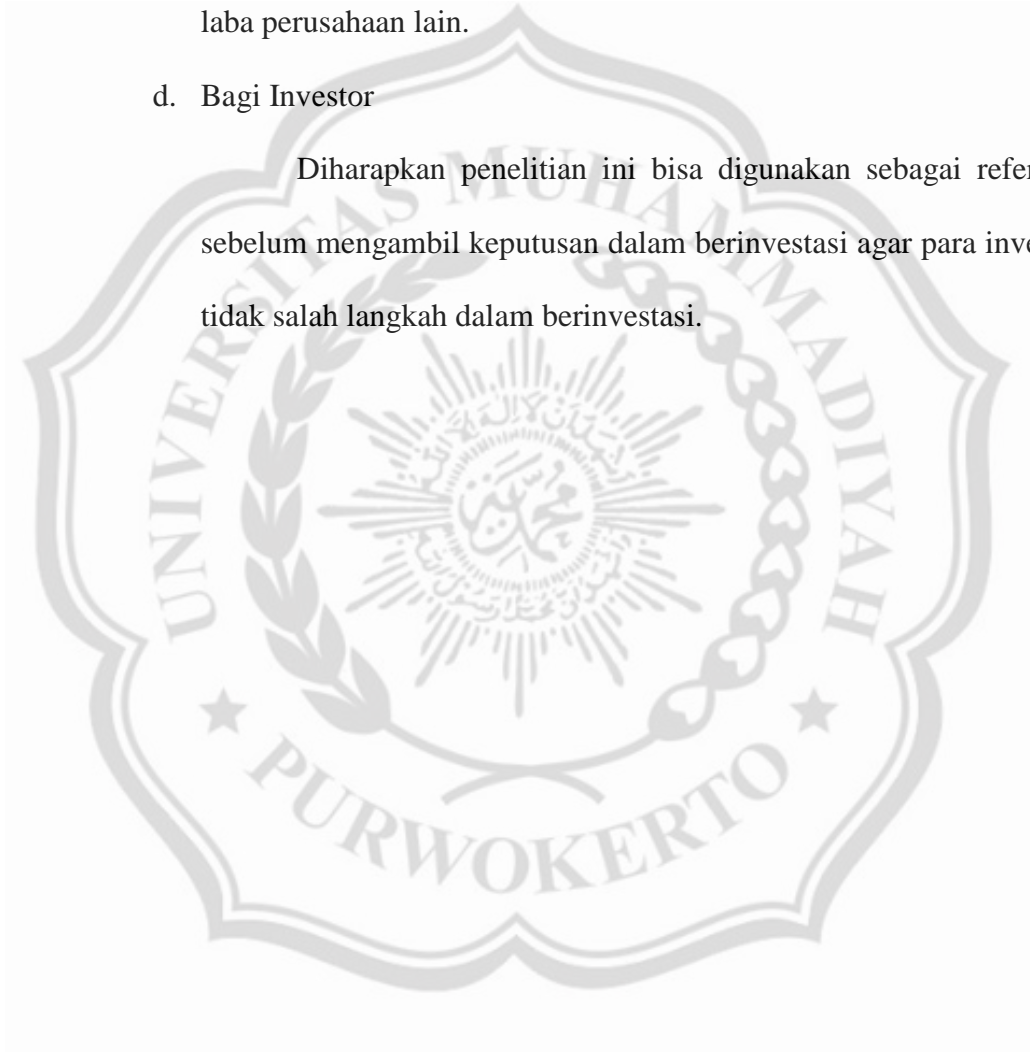 laba perusahaan lain.
d. Bagi Investor
Diharapkan penelitian ini bisa digunakan sebagai refer
sebelum mengambil keputusan dalam berinvestasi agar para inve
tidak salah langkah dalam berinvestasi.
UNIVERSITAS MUHAMMADIYAH
محمد
PURWOKERTO